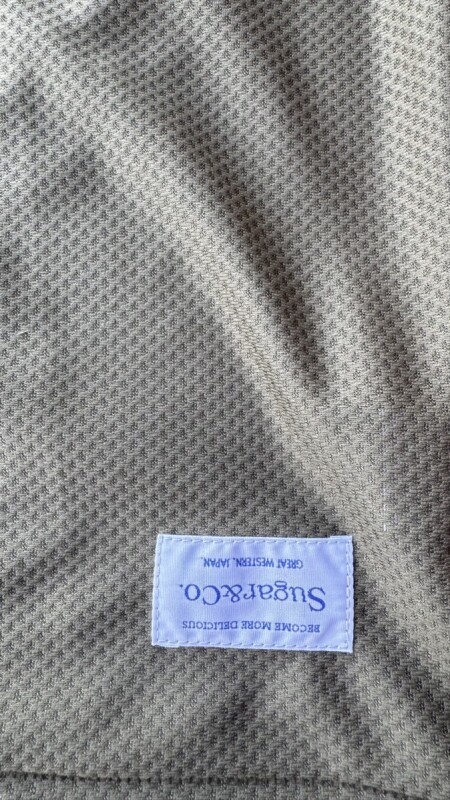 BECOME MORE DELICIOUS
Sugar&Co.
GREAT WESTERN, JAPAN.